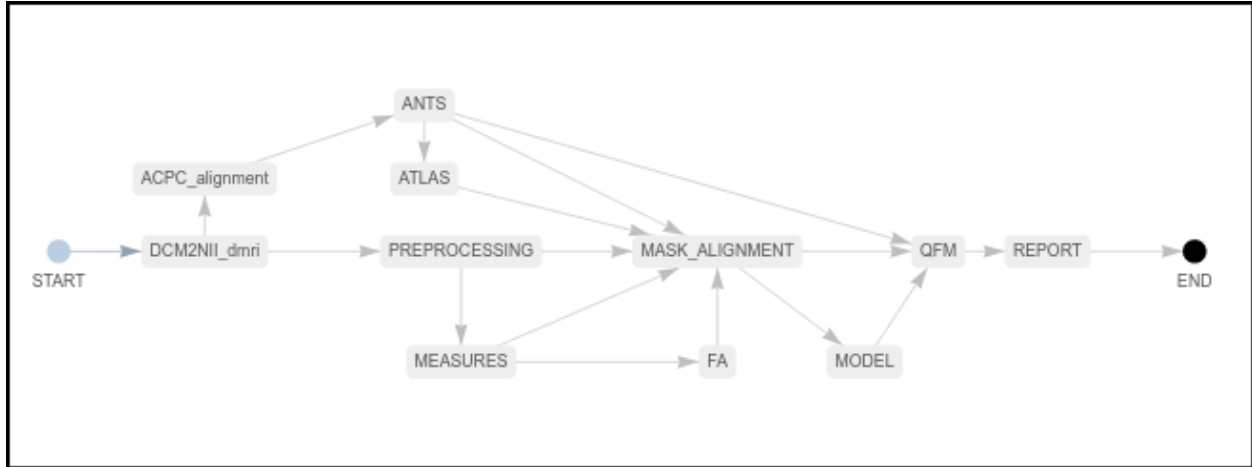 ANTS
ACPC_alignment
ATLAS
START
DCM2NII_dmri
PREPROCESSING
MASK_ALIGNMENT
QFM
REPORT
END
MEASURES
FA
MODEL